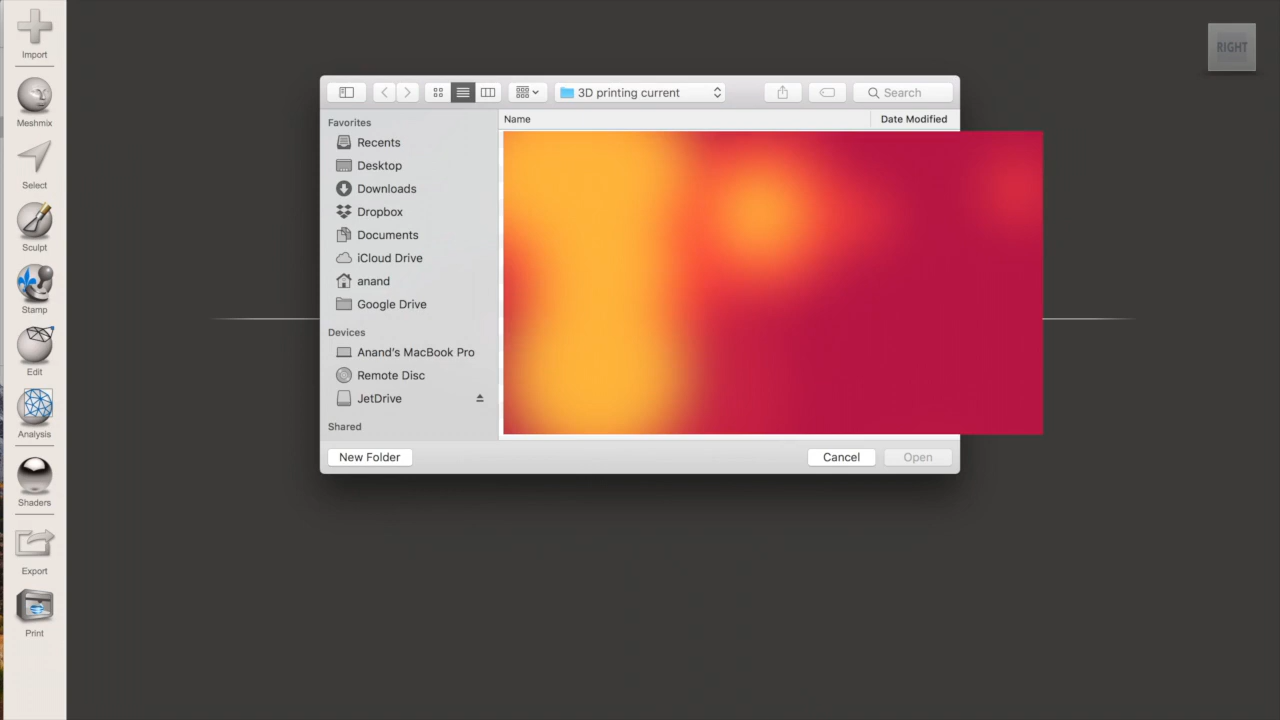 Import
Meshmix
Select
Sculpt
Stamp
Edit
Analysis
Shaders
Export
Print
3D printing current
Search
Favorites
Recents
Desktop
Downloads
Dropbox
Documents
iCloud Drive
anand
Google Drive
Devices
Anand's MacBook Pro
Remote Disc
JetDrive
Shared
Name
Date Modified
New Folder
Cancel
Open
RIGHT